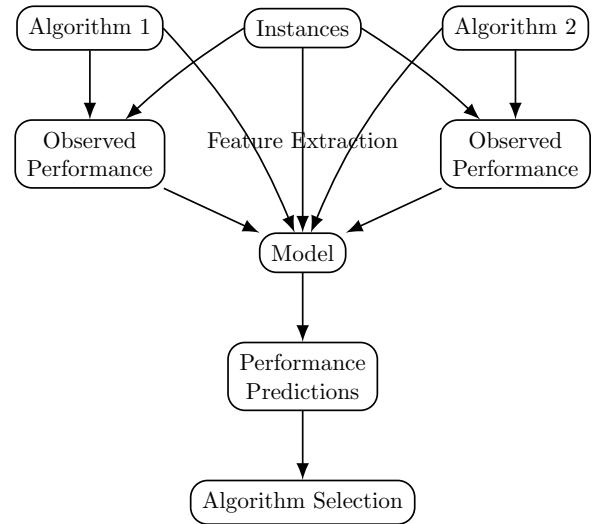 Algorithm 1
Instances
Algorithm 2
Observed
Performance
Feature Extraction
Observed
Performance
Model
Performance
Predictions
Algorithm Selection